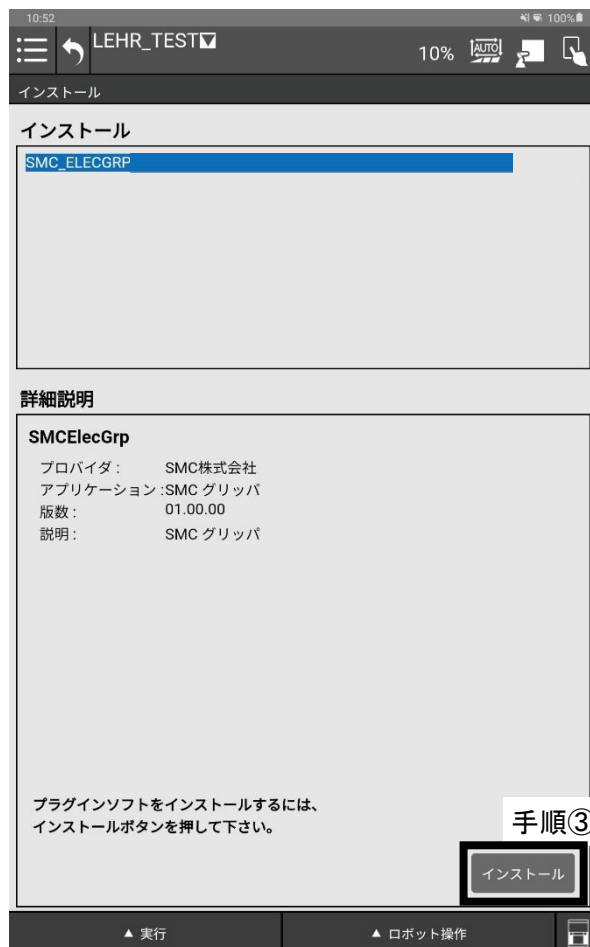 10:52 100%
LEHR_TEST
10% AUTO
インストール
インストール
SMC_ELECGRP
詳細説明
SMCElecGrp
プロバイダ : SMC株式会社
アプリケーション :SMC グリッパ
版数 : 01.00.00
説明 : SMC グリッパ
プラグインソフトをインストールするには、
インストールボタンを押して下さい。
手順③
インストール
▲ 実行 ▲ ロボット操作